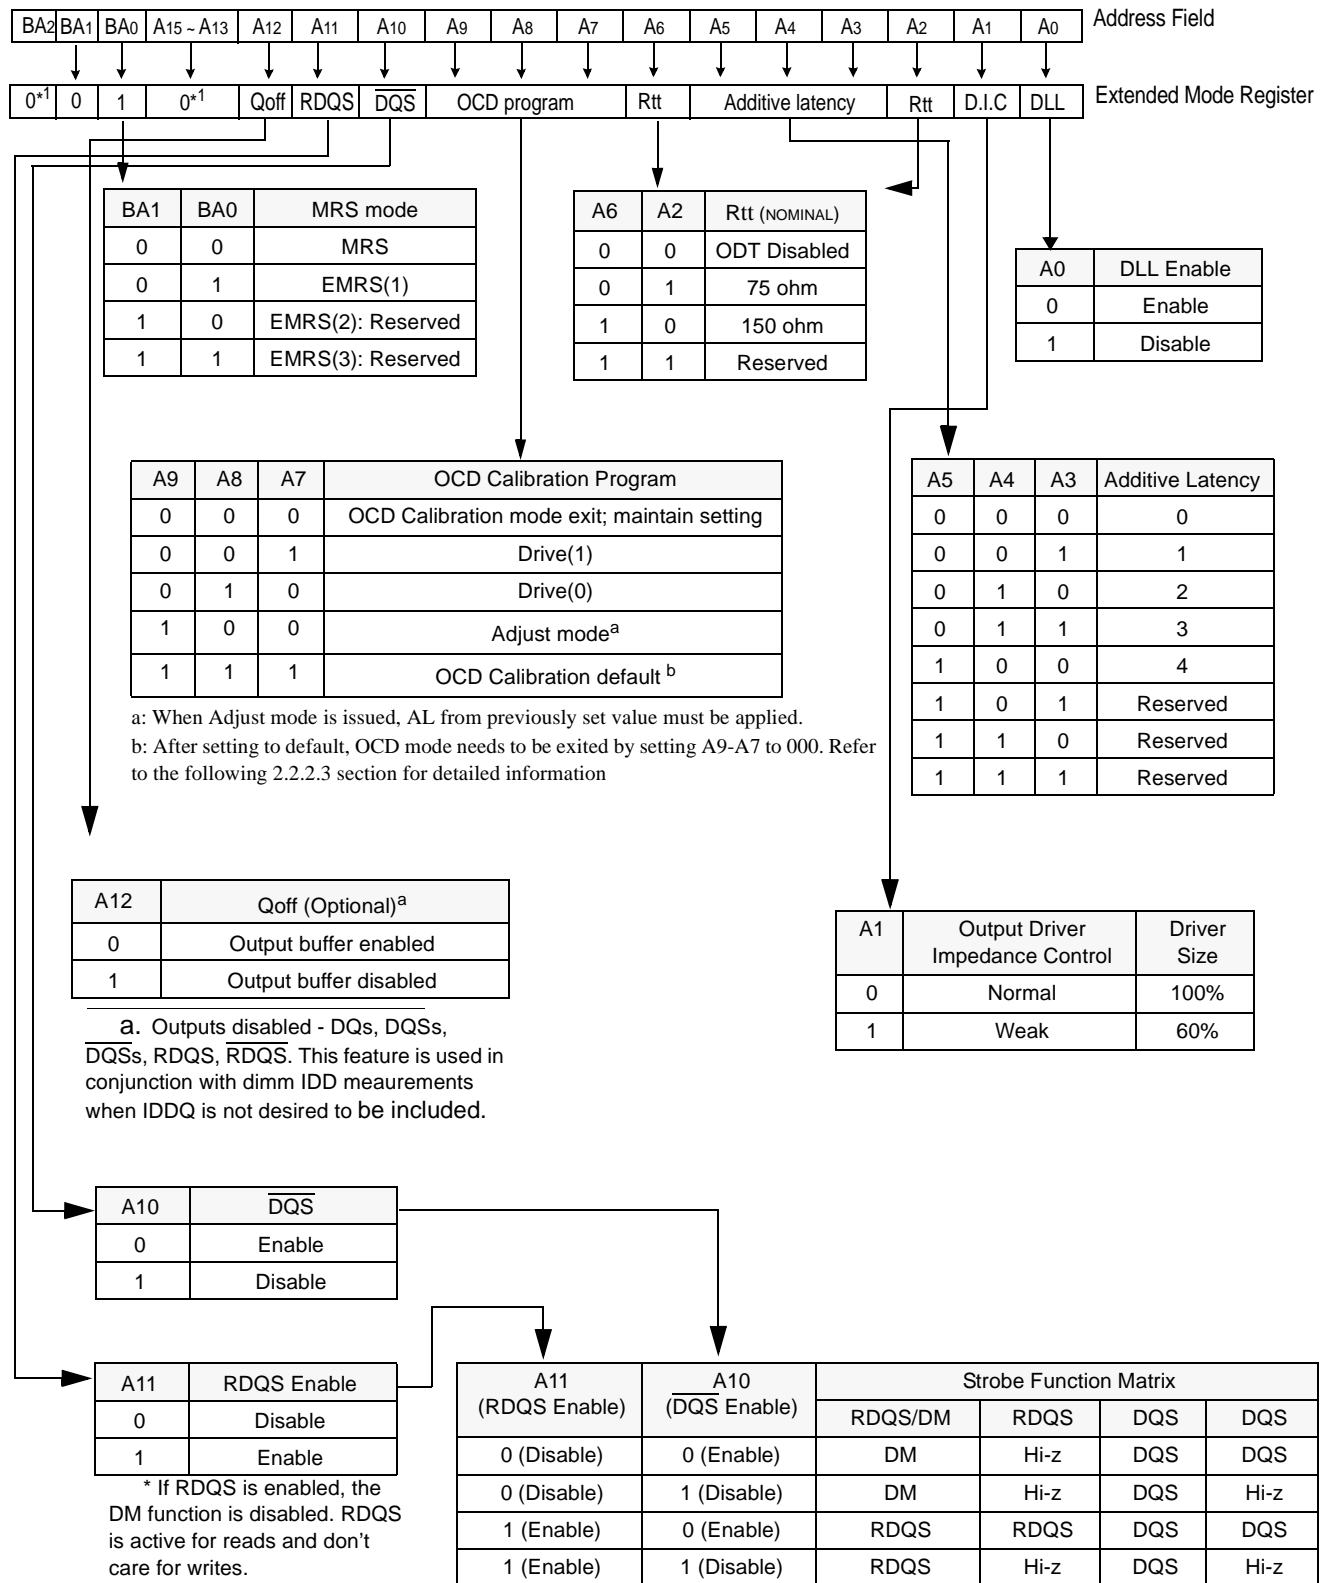 BA2 BA1 BA0 A15 ~ A13 A12 A11 A10 A9 A8 A7 A6 A5 A4 A3 A2 A1 A0 Address Field
0*1 0 1 0*1 Qoff RDQS DQS OCD program Rtt Additive latency Rtt D.I.C DLL Extended Mode Register
BA1 BA0 MRS mode
0 0 MRS
0 1 EMRS(1)
1 0 EMRS(2): Reserved
1 1 EMRS(3): Reserved
A6 A2 Rtt (NOMINAL)
0 0 ODT Disabled
0 1 75 ohm
1 0 150 ohm
1 1 Reserved
A0 DLL Enable
0 Enable
1 Disable
A9 A8 A7 OCD Calibration Program
0 0 0 OCD Calibration mode exit; maintain setting
0 0 1 Drive(1)
0 1 0 Drive(0)
1 0 0 Adjust modea
1 1 1 OCD Calibration default b
a: When Adjust mode is issued, AL from previously set value must be applied.
b: After setting to default, OCD mode needs to be exited by setting A9-A7 to 000. Refer
to the following 2.2.2.3 section for detailed information
A5 A4 A3 Additive Latency
0 0 0 0
0 0 1 1
0 1 0 2
0 1 1 3
1 0 0 4
1 0 1 Reserved
1 1 0 Reserved
1 1 1 Reserved
A12 Qoff (Optional)a
0 Output buffer enabled
1 Output buffer disabled
a. Outputs disabled - DQs, DQSs,
DQSs, RDQS, RDQS. This feature is used in
conjunction with dimm IDD meaurements
when IDDQ is not desired to be included.
A1 Output Driver Impedance Control Driver Size
0 Normal 100%
1 Weak 60%
A10 DQS
0 Enable
1 Disable
A11 RDQS Enable
0 Disable
1 Enable
* If RDQS is enabled, the
DM function is disabled. RDQS
is active for reads and don't
care for writes.
A11 (RDQS Enable) A10 (DQS Enable) Strobe Function Matrix
RDQS/DM RDQS DQS DQS
0 (Disable) 0 (Enable) DM Hi-z DQS DQS
0 (Disable) 1 (Disable) DM Hi-z DQS Hi-z
1 (Enable) 0 (Enable) RDQS RDQS DQS DQS
1 (Enable) 1 (Disable) RDQS Hi-z DQS Hi-z